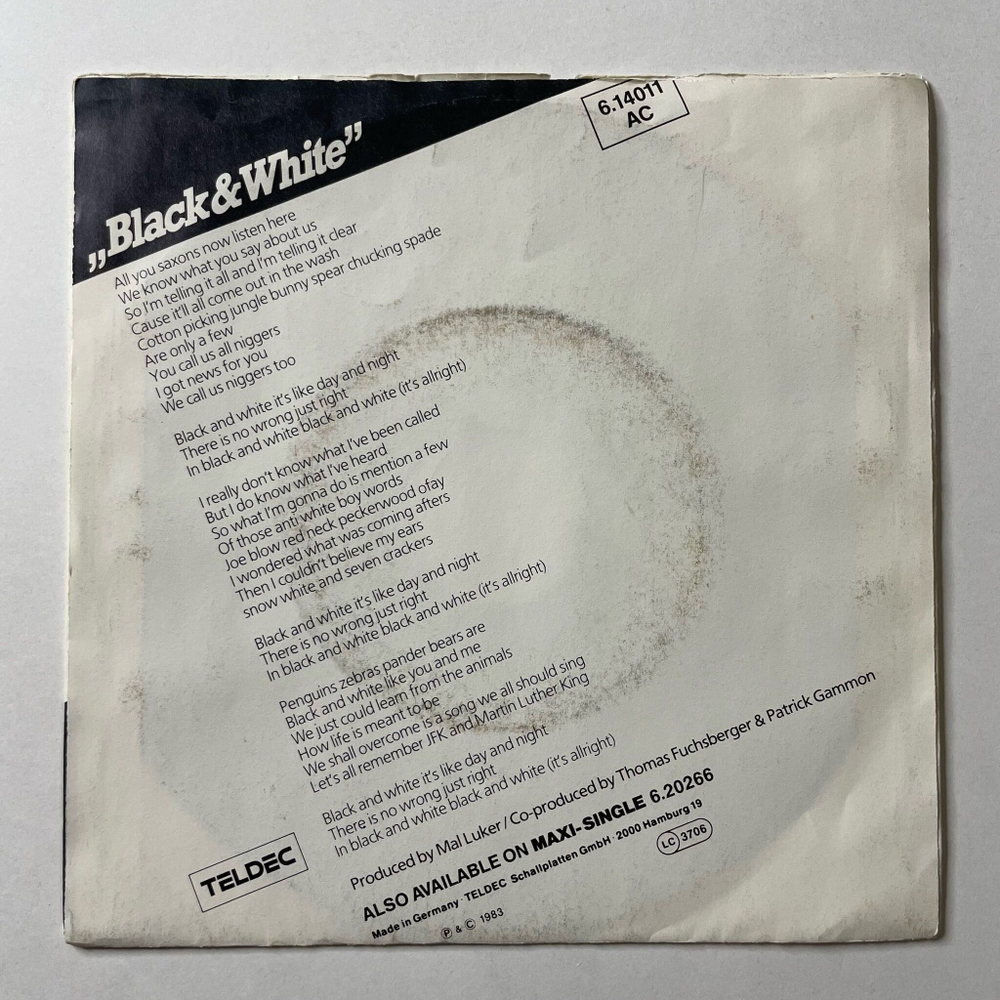 „Black&White”
6.14011
AC
All you saxons now listen here
We know what you say about us
So I'm telling it all and I'm telling it clear
Cause it'll all come out in the wash
Cotton picking jungle bunny spear chucking spade
Are only a few
You call us all niggers
I got news for you
We call us niggers too
Black and white it's like day and night
There is no wrong just right
In black and white black and white (it's allright)
I really don't know what I've been called
But I do know what I've heard
So what I'm gonna do is mention a few
Of those anti white boy words
Joe blow red neck peckerwood ofay
I wondered what was coming afters
Then I couldn't believe my ears
snow white and seven crackers
Black and white it's like day and night
There is no wrong just right
In black and white black and white (it's allright)
Penguins zebras pander bears are
Black and white like you and me
We just could learn from the animals
How life is meant to be
We shall overcome is a song we all should sing
Let's all remember JFK and Martin Luther King
Black and white it's like day and night
There is no wrong just right
In black and white black and white (it's allright)
Produced by Mal Luker / Co-produced by Thomas Fuchsberger & Patrick Gammon
TELDEC
ALSO AVAILABLE ON MAXI-SINGLE 6.20266
Made in Germany · TELDEC Schallplatten GmbH · 2000 Hamburg 19
LC 3706
Ⓟ & Ⓒ 1983